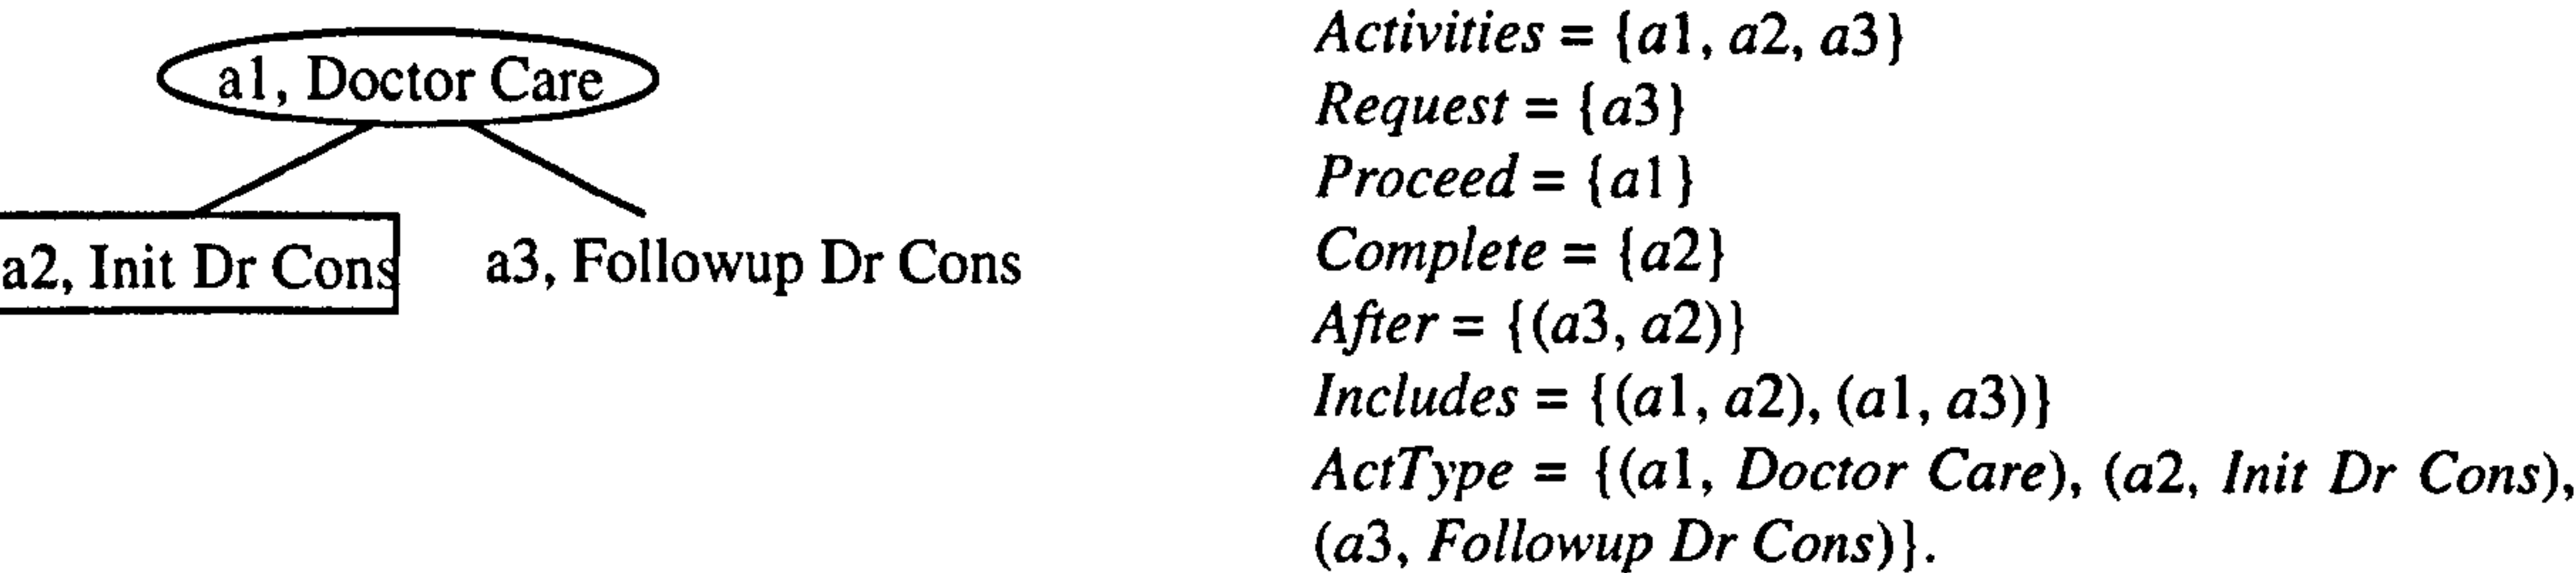 a1, Doctor Care
a2, Init Dr Cons
a3, Followup Dr Cons
Activities = {a1, a2, a3}
Request = {a3}
Proceed = {a1}
Complete = {a2}
After = {(a3, a2)}
Includes = {(a1, a2), (a1, a3)}
ActType = {(a1, Doctor Care), (a2, Init Dr Cons),
(a3, Followup Dr Cons)}.